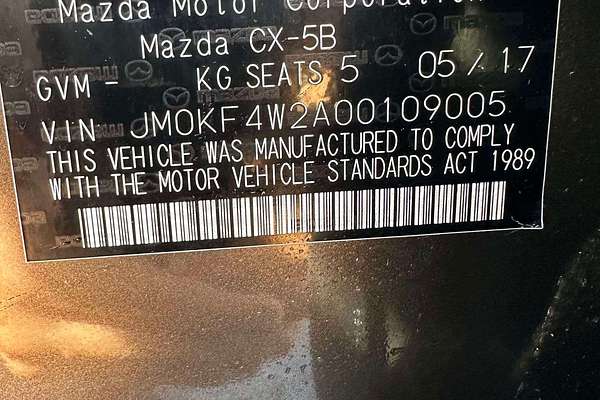 Mazda Motor Corporation
Mazda CX-5B
GVM - KG SEATS 5 05/17
VIN JM0KF4W2A00109005
THIS VEHICLE WAS MANUFACTURED TO COMPLY
WITH THE MOTOR VEHICLE STANDARDS ACT 1989